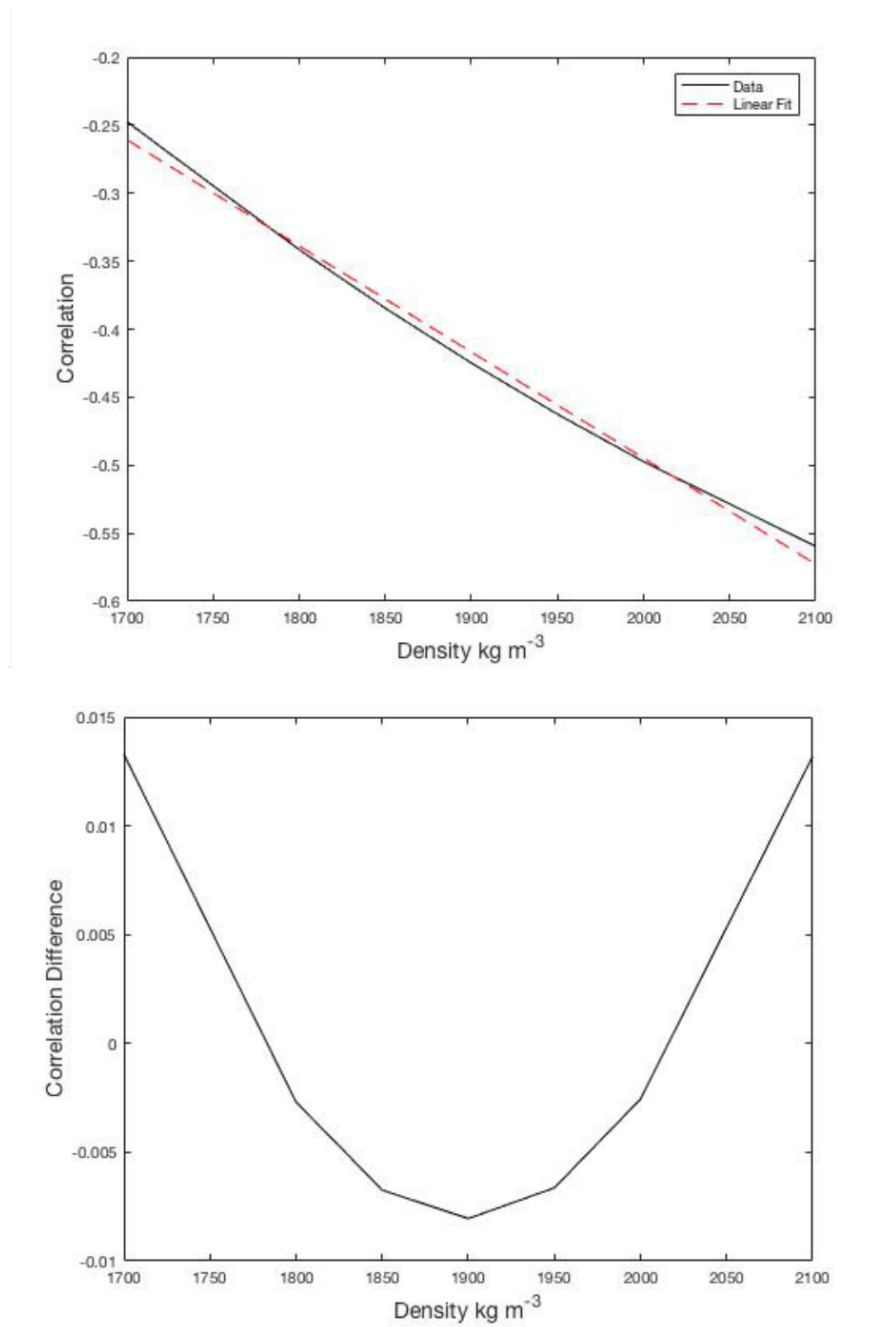 -0.2
Data
Linear Fit
-0.25
-0.3
-0.35
-0.4
-0.45
-0.5
-0.55
-0.6
Correlation
1700 1750 1800 1850 1900 1950 2000 2050 2100
Density kg m-3
0.015
0.01
0.005
0
-0.005
-0.01
Correlation Difference
1700 1750 1800 1850 1900 1950 2000 2050 2100
Density kg m-3